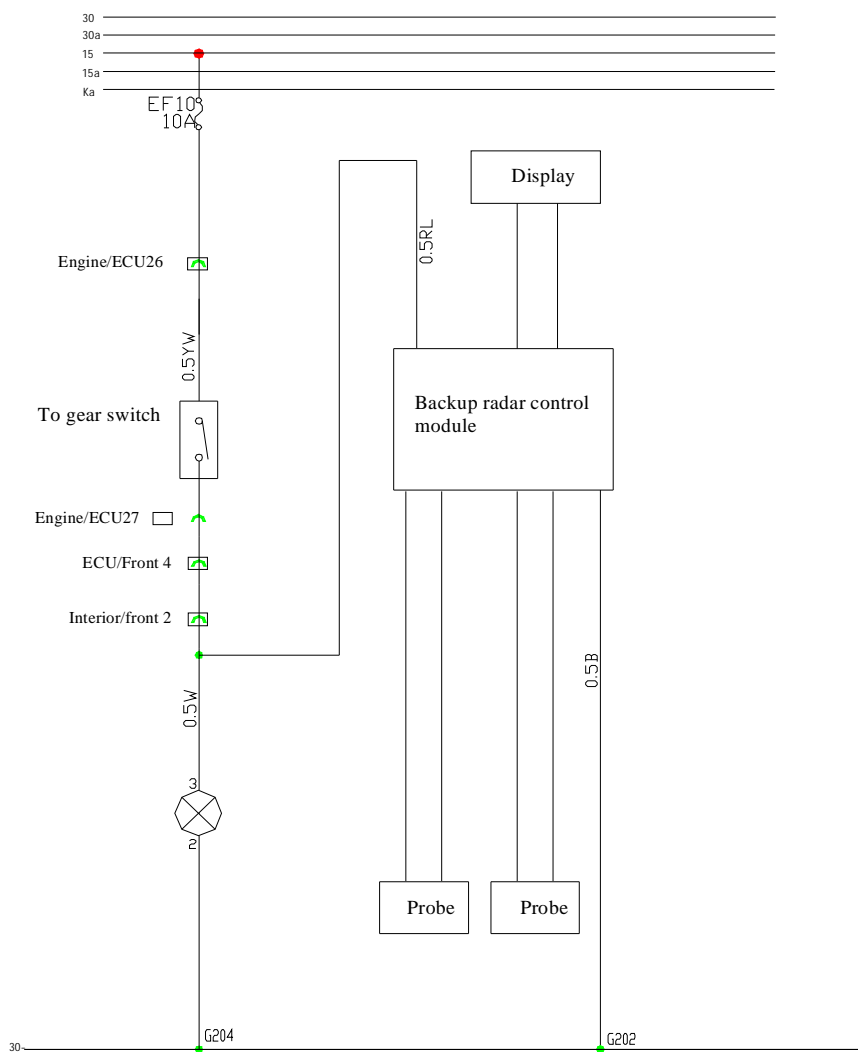 30
30a
15
15a
Ka
EF10
10A
Display
0.5RL
Engine/ECU26
0.5YW
To gear switch
Backup radar control
module
Engine/ECU27
ECU/Front 4
Interior/front 2
0.5W
0.5B
3
2
Probe
Probe
G204
G202
30